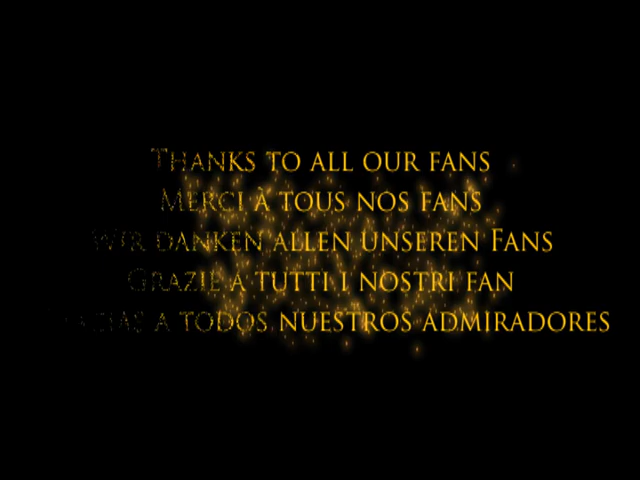 Thanks to all our fans
Merci à tous nos fans
Wir danken allen unseren Fans
Grazie a tutti i nostri fan
Gracias a todos nuestros admiradores